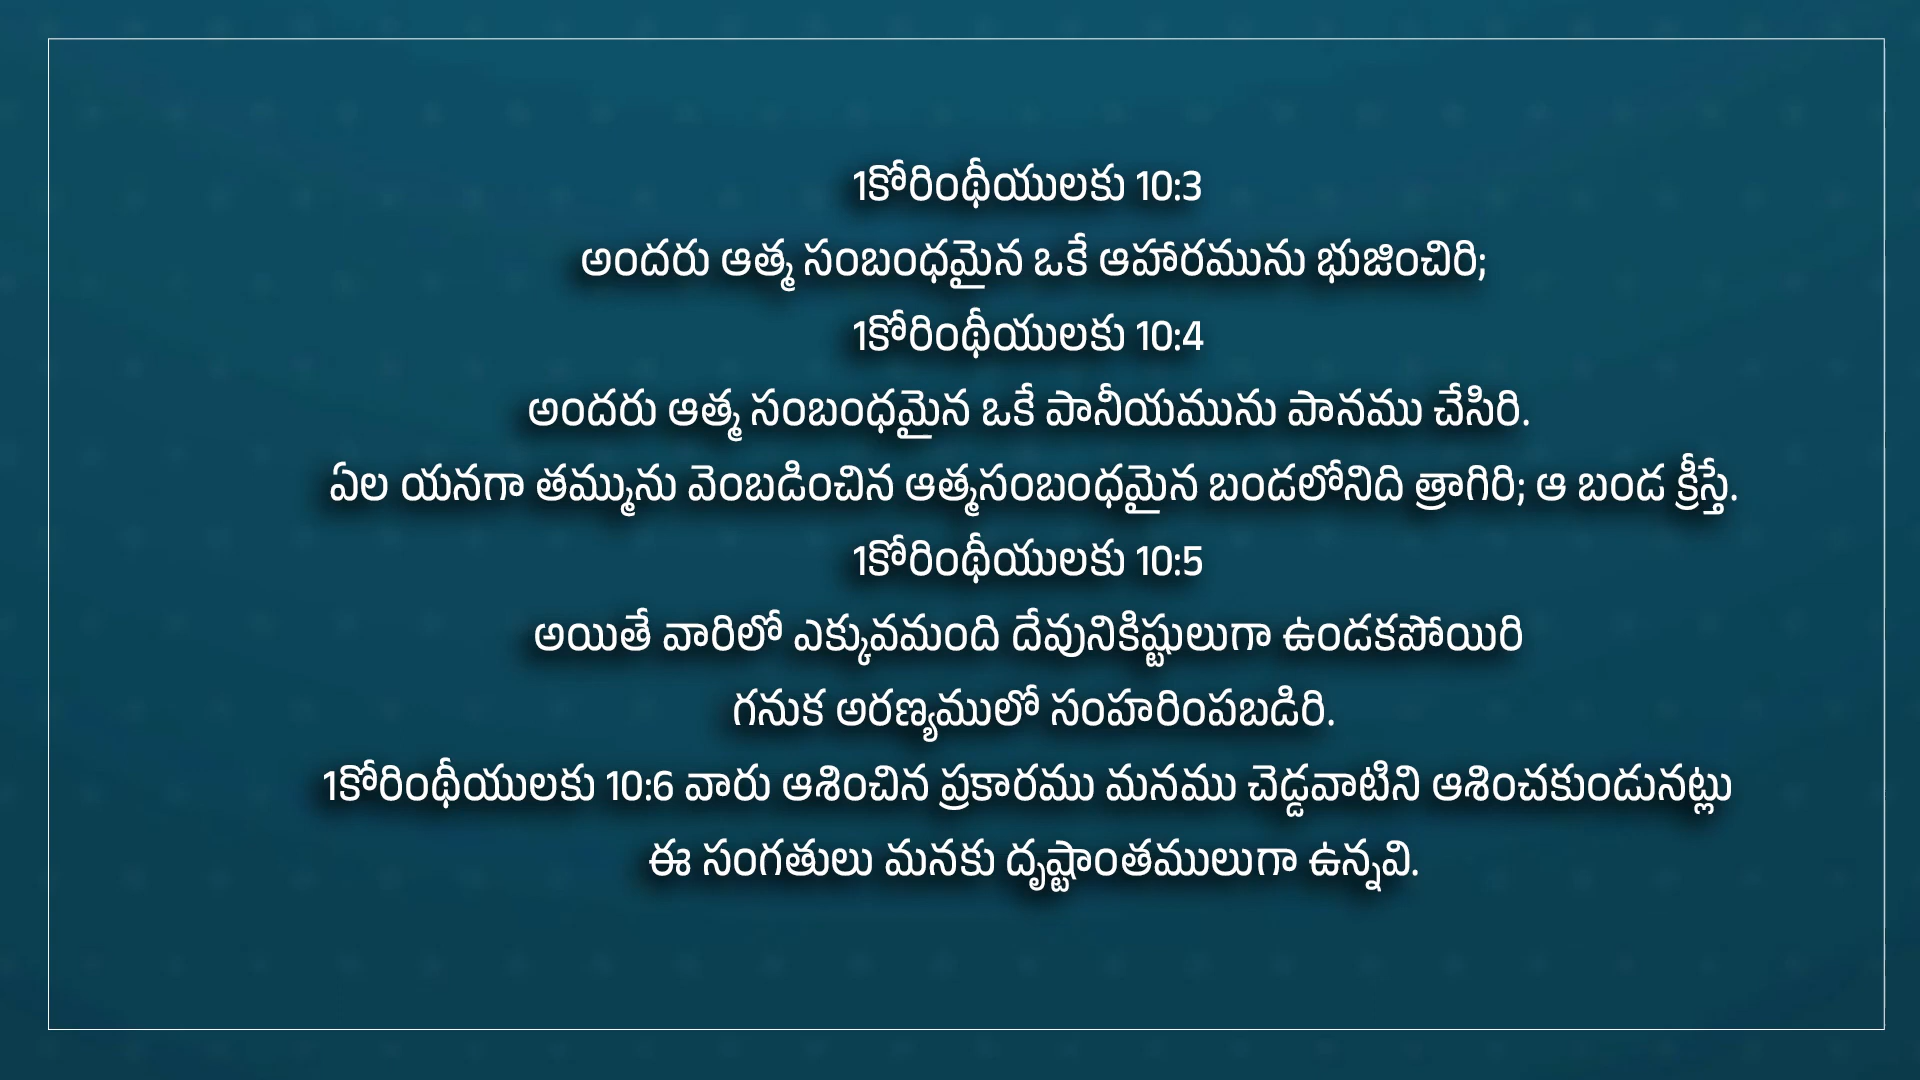 1కోరింథీయులకు 10:3
అందరు ఆత్మ సంబంధమైన ఒకే ఆహారమును భుజించిరి;
1కోరింథీయులకు 10:4
అందరు ఆత్మ సంబంధమైన ఒకే పానీయమును పానము చేసిరి.
ఏల యనగా తమ్మును వెంబడించిన ఆత్మసంబంధమైన బండలోనిది త్రాగిరి; ఆ బండ క్రీస్తే.
1కోరింథీయులకు 10:5
అయితే వారిలో ఎక్కువమంది దేవునికిష్టులుగా ఉండకపోయిరి
గనుక అరణ్యములో సంహరింపబడిరి.
1కోరింథీయులకు 10:6 వారు ఆశించిన ప్రకారము మనము చెడ్డవాటిని ఆశించకుండునట్లు
ఈ సంగతులు మనకు దృష్టాంతములుగా ఉన్నవి.